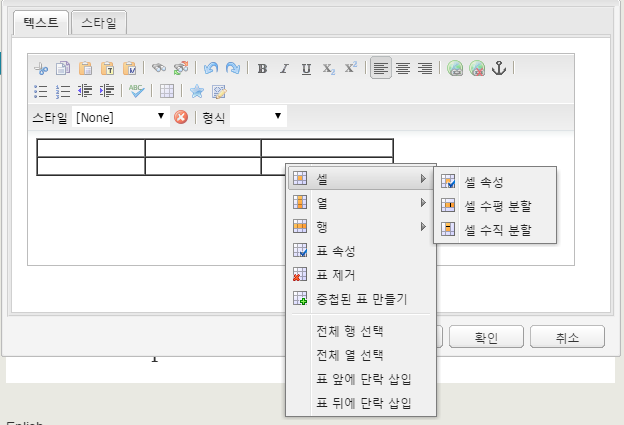 텍스트 스타일
B I U X₂ X²
ABC
스타일 [None] 형식
셀
열
행
표 속성
표 제거
중첩된 표 만들기
전체 행 선택
전체 열 선택
표 앞에 단락 삽입
표 뒤에 단락 삽입
셀 속성
셀 수평 분할
셀 수직 분할
확인 취소